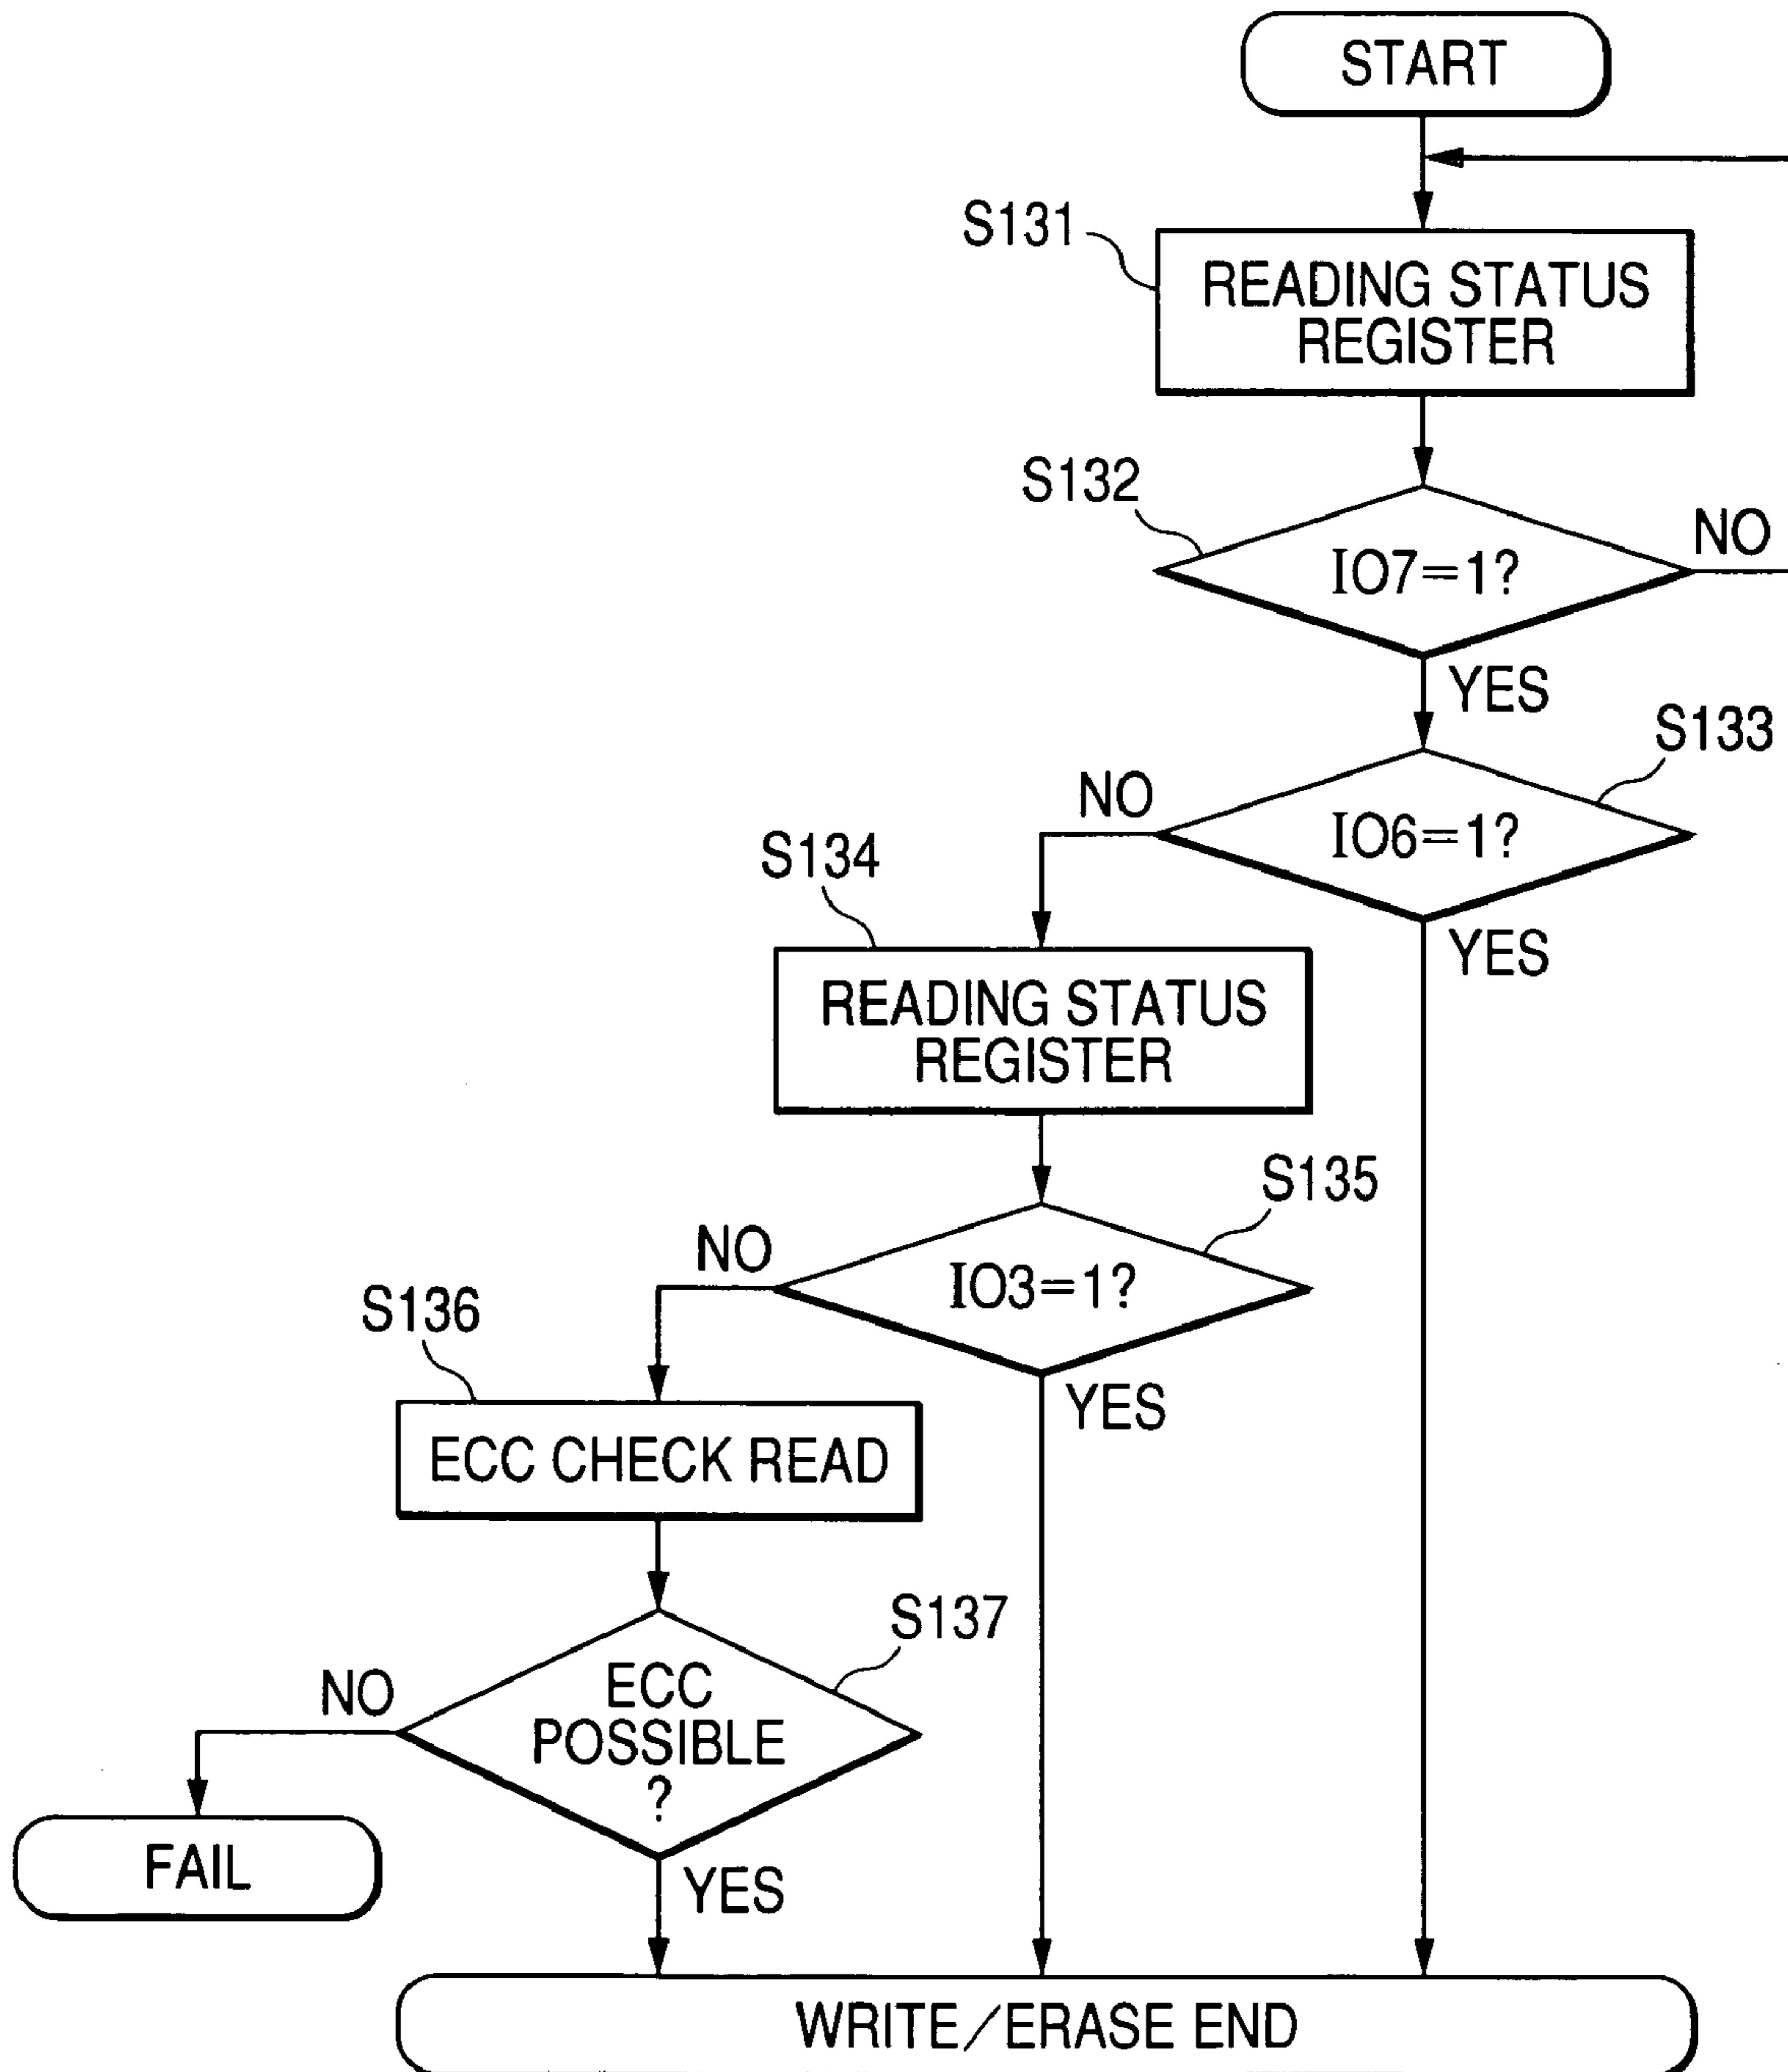 START
S131
READING STATUS
REGISTER
S132
IO7=1?
NO
YES
S133
IO6=1?
NO
YES
S134
READING STATUS
REGISTER
S135
IO3=1?
NO
YES
S136
ECC CHECK READ
S137
ECC
POSSIBLE
?
NO
YES
FAIL
WRITE/ERASE END